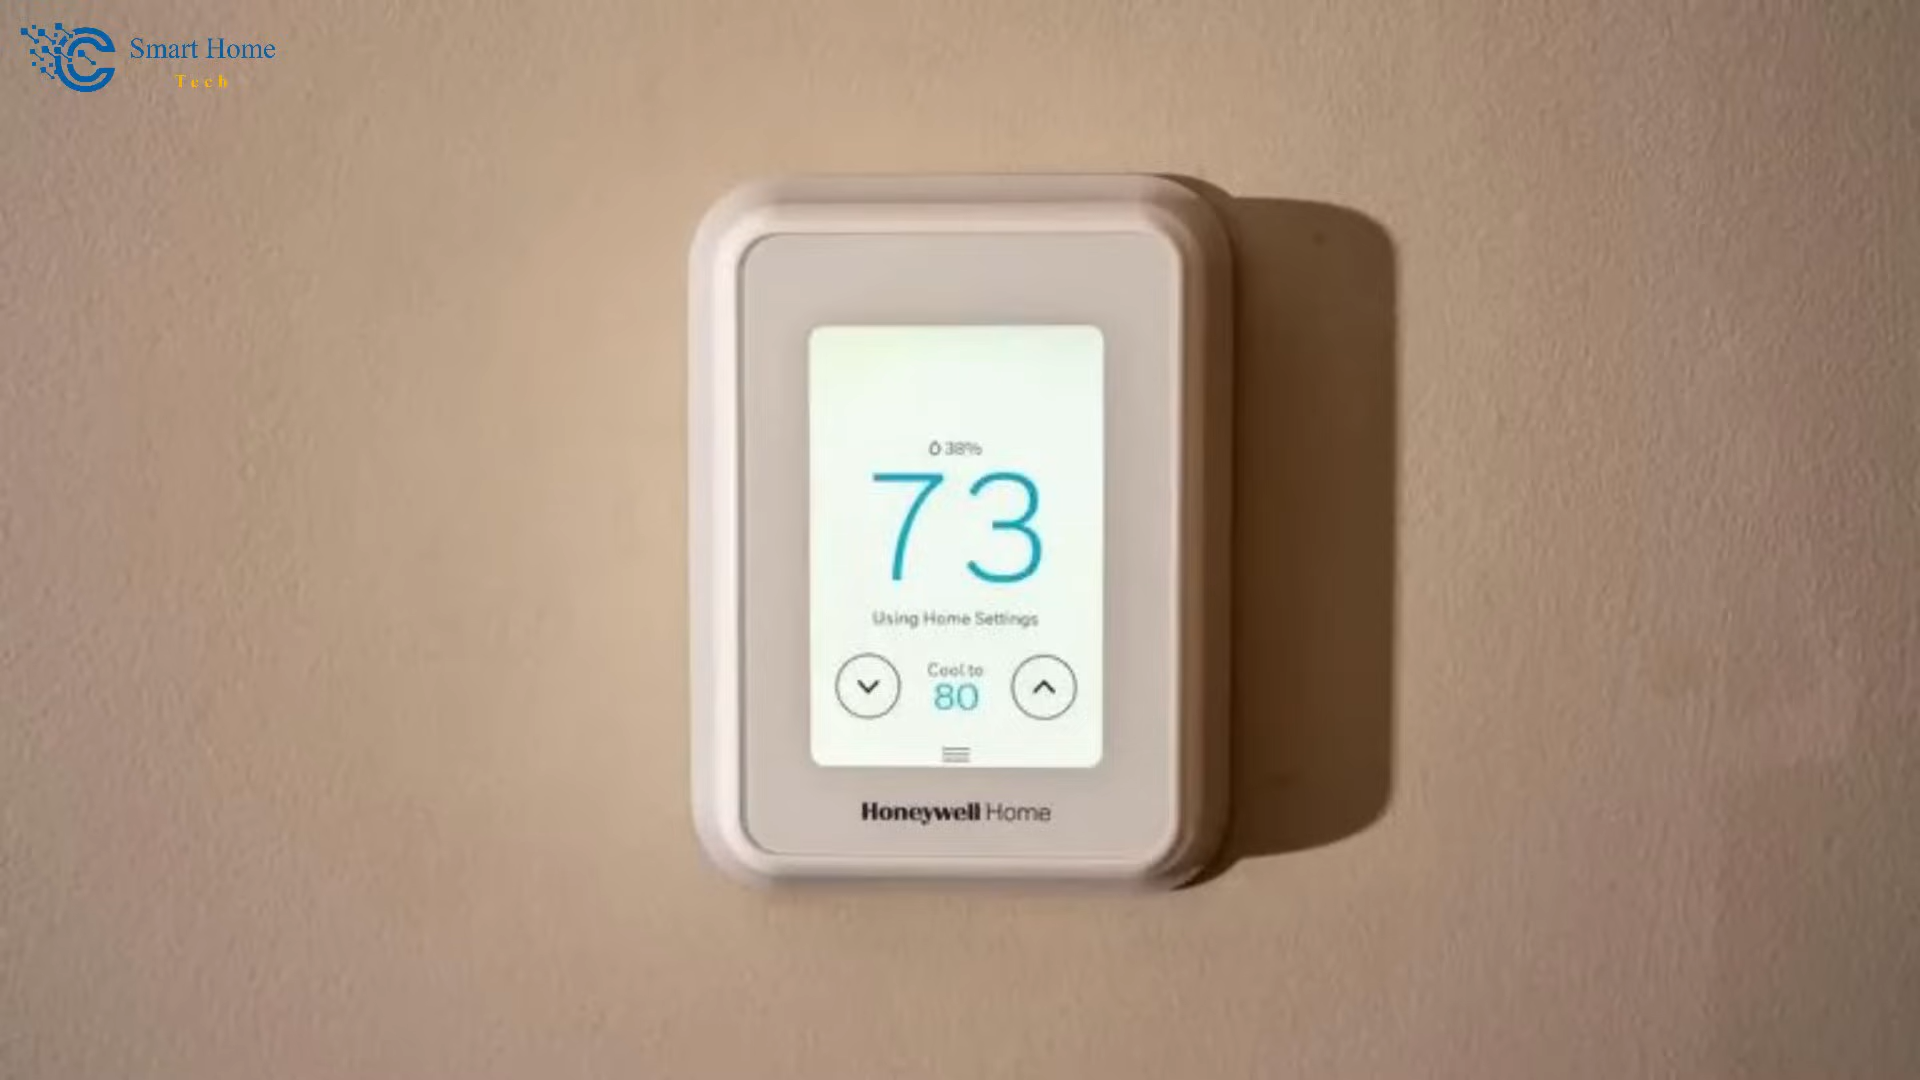 Smart Home
Tech
38%
73
Using Home Settings
Cool to
80
Honeywell Home